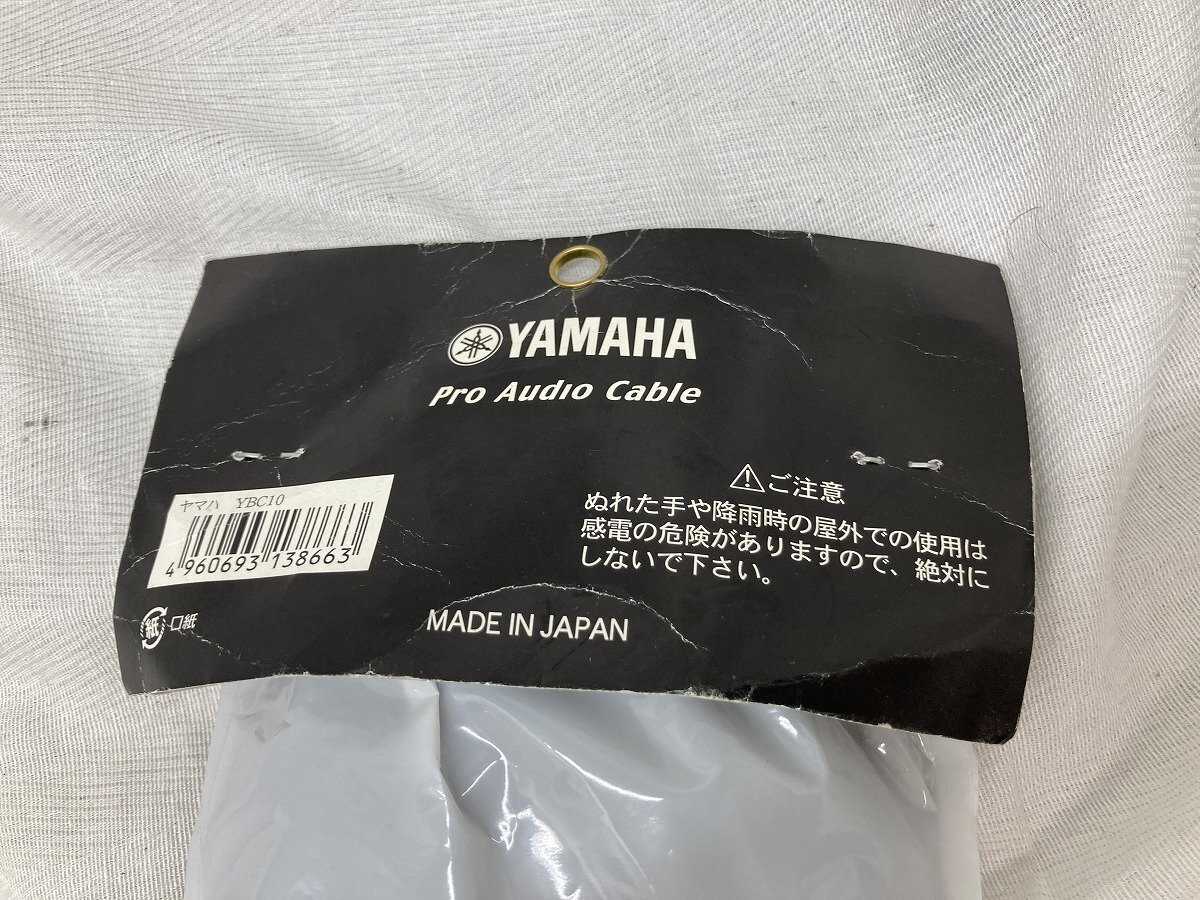 YAMAHA
Pro Audio Cable
ヤマハ YBC10
4 960693 138663
⚠ご注意
ぬれた手や降雨時の屋外での使用は
感電の危険がありますので、絶対に
しないで下さい。
紙 口紙
MADE IN JAPAN